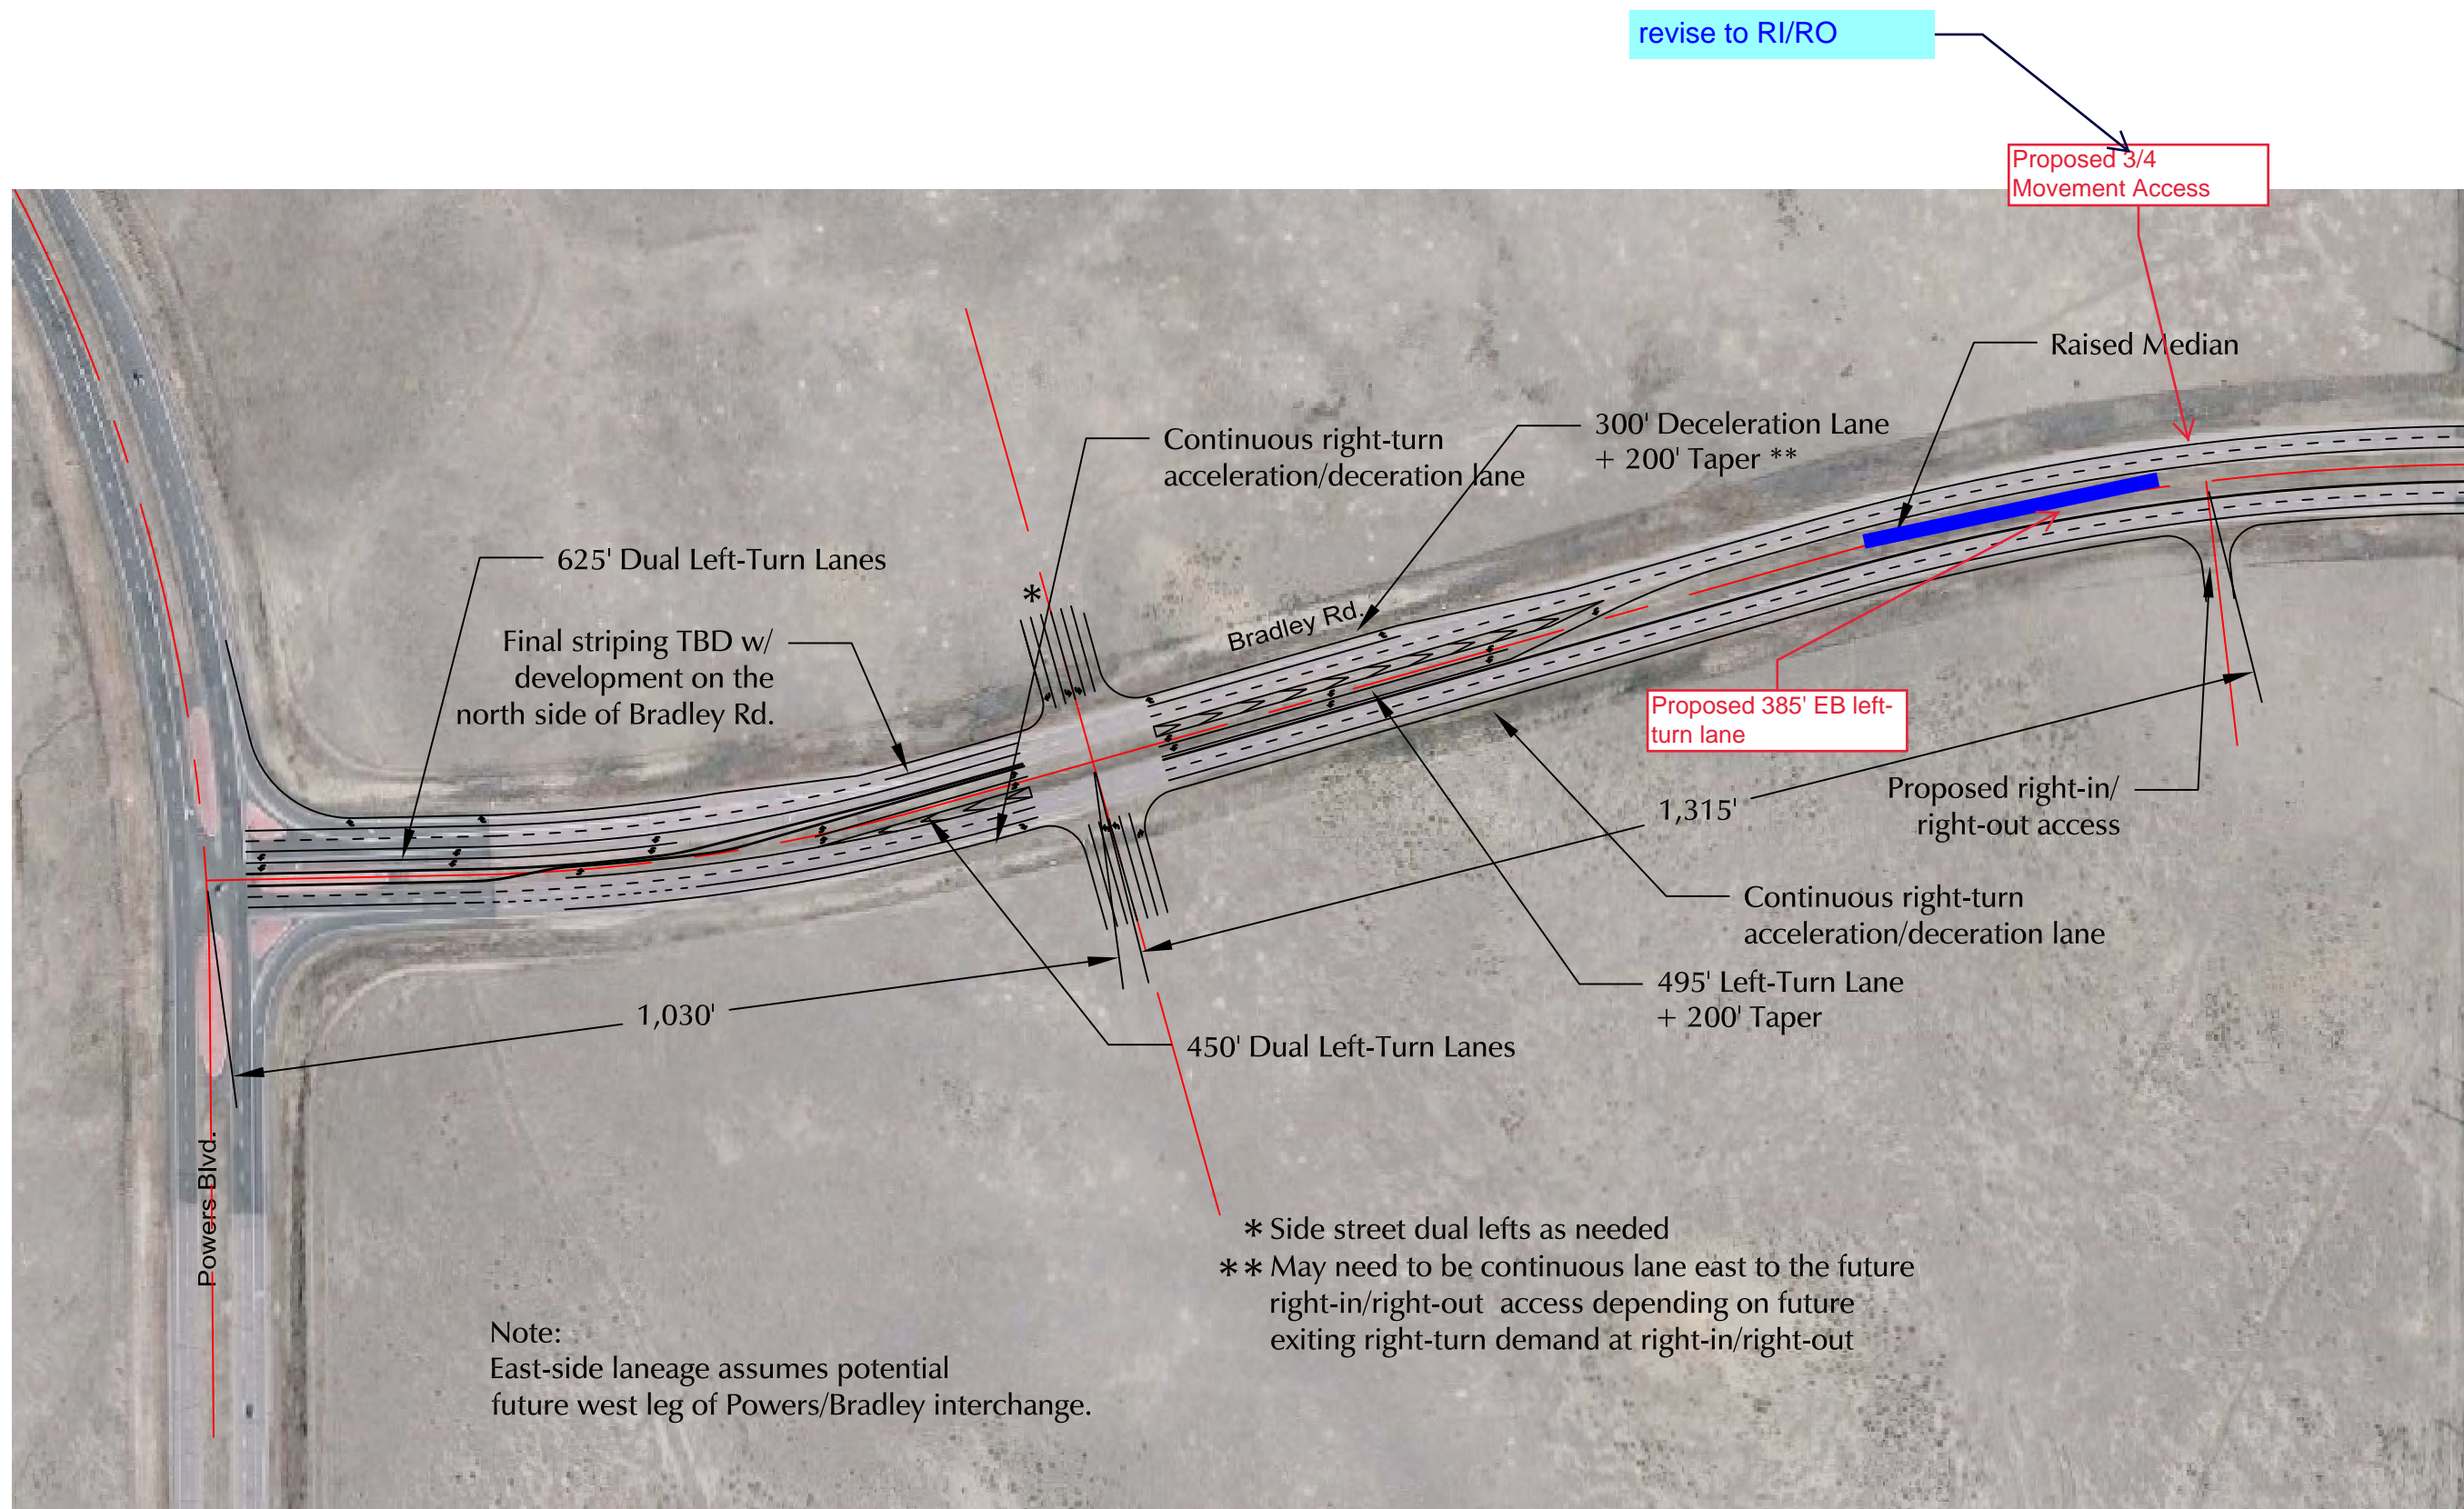 revise to RI/RO
Proposed 3/4
Movement Access
Raised Median
300' Deceleration Lane
+ 200' Taper **
Continuous right-turn
acceleration/deceration lane
625' Dual Left-Turn Lanes
*
Bradley Rd.
Final striping TBD w/
development on the
north side of Bradley Rd.
Proposed 385' EB left-
turn lane
1,315'
Proposed right-in/
right-out access
Continuous right-turn
acceleration/deceration lane
495' Left-Turn Lane
+ 200' Taper
1,030'
450' Dual Left-Turn Lanes
Powers Blvd.
* Side street dual lefts as needed
** May need to be continuous lane east to the future
right-in/right-out access depending on future
exiting right-turn demand at right-in/right-out
Note:
East-side laneage assumes potential
future west leg of Powers/Bradley interchange.